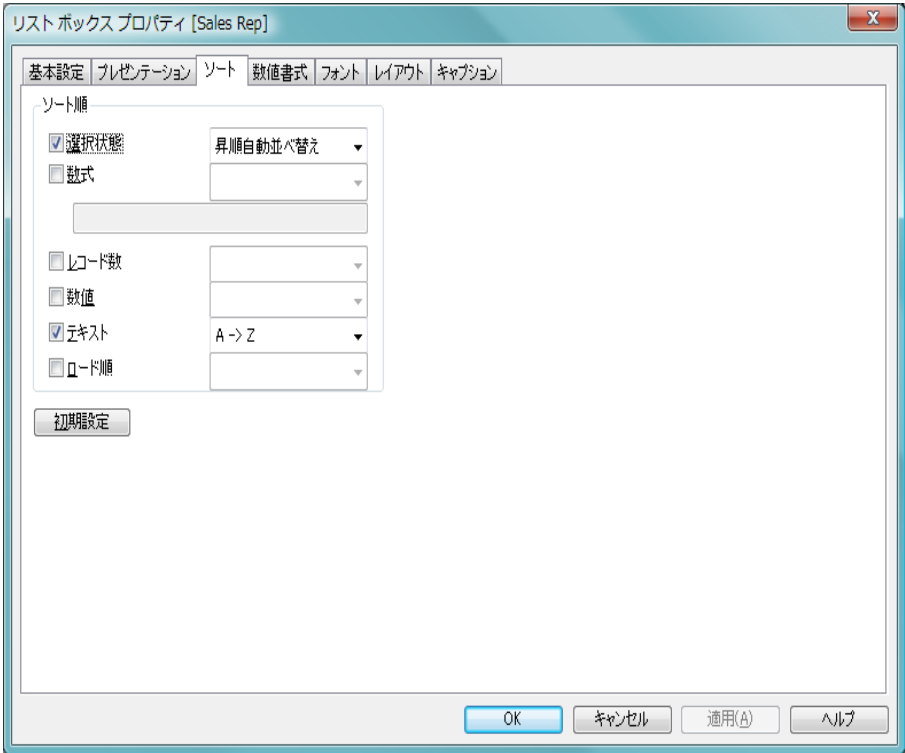 リスト ボックス プロパティ [Sales Rep]
X
基本設定 プレゼンテーション ソート 数値書式 フォント レイアウト キャプション
ソート順
選択状態 昇順自動並べ替え
数式
レコード数
数値
テキスト A -> Z
ロード順
初期設定
OK キャンセル 適用(A) ヘルプ